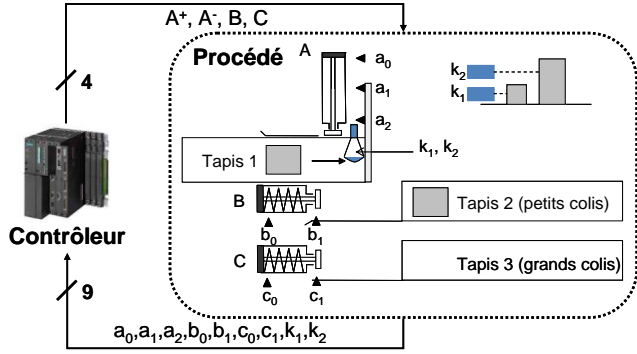 A⁺, A⁻, B, C
Procédé
A
a₀
a₁
a₂
k₂
k₁
4
Tapis 1
k₁, k₂
B
Tapis 2 (petits colis)
b₀
b₁
Contrôleur
C
Tapis 3 (grands colis)
c₀
c₁
9
a₀,a₁,a₂,b₀,b₁,c₀,c₁,k₁,k₂